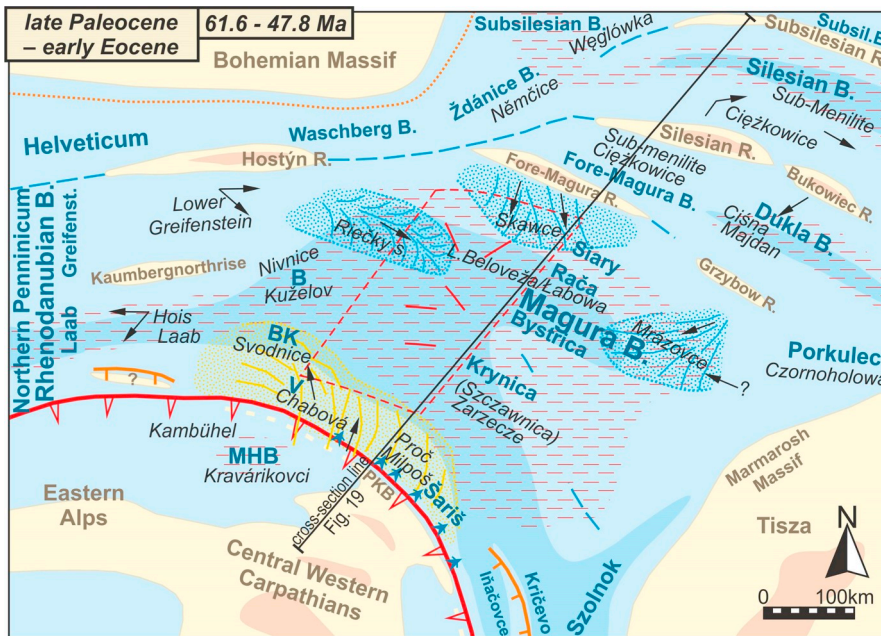 late Paleocene
– early Eocene
61.6 - 47.8 Ma
Bohemian Massif
Subsilesian B.
Węglówka
Subsil.B
Subsilesian R.
Silesian B.
Sub-Menilite
Ciężkowice
Silesian R.
Ždánice B.
Němčice
Waschberg B.
Helveticum
Hostýn R.
Sub-menilite
Ciężkowice
Fore-Magura R.
Fore-Magura B.
Bukowiec R.
Dukla B.
Cisna
Majdan
Grzybow R.
Northern Penninicum
Rhenodanubian B.
Greifenst.
Laab
Lower
Greifenstein
Kaumbergnorthrise
Hois
Laab
Riečky s.
Nivnice
B
Kuželov
Skawce
L.Beloveža/Łabowa
Siary
Rača
Magura B.
Bystrica
Mrázovce
?
Porkulec
Czornoholowa
BK
Svodnice
V
Chabová
Krynica
(Szczawnica)
Zarzecze
?
Kambühel
MHB
Kravárikovci
Proč
Milpoš
Šariš
PKB
cross-section line
Fig. 19
Eastern
Alps
Central Western
Carpathians
Iňačovce
Kričevo
Szolnok
Marmarosh
Massif
Tisza
N
0 100km